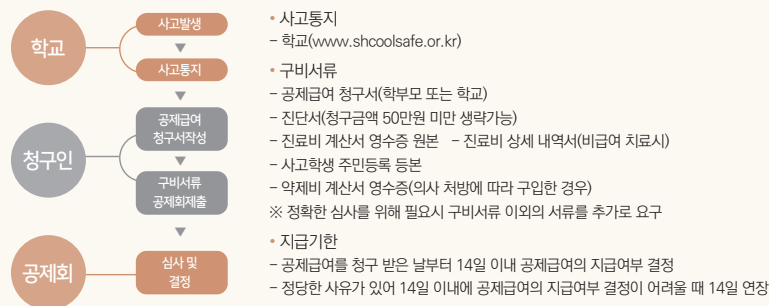 학교
사고발생
▼
사고통지
▼
청구인
공제급여
청구서작성
▼
구비서류
공제회제출
▼
공제회
심사 및
결정
• 사고통지
- 학교(www.shcoolsafe.or.kr)
• 구비서류
- 공제급여 청구서(학부모 또는 학교)
- 진단서(청구금액 50만원 미만 생략가능)
- 진료비 계산서 영수증 원본 - 진료비 상세 내역서(비급여 치료시)
- 사고학생 주민등록 등본
- 약제비 계산서 영수증(의사 처방에 따라 구입한 경우)
※ 정확한 심사를 위해 필요시 구비서류 이외의 서류를 추가로 요구
• 지급기한
- 공제급여를 청구 받은 날부터 14일 이내 공제급여의 지급여부 결정
- 정당한 사유가 있어 14일 이내에 공제급여의 지급여부 결정이 어려울 때 14일 연장